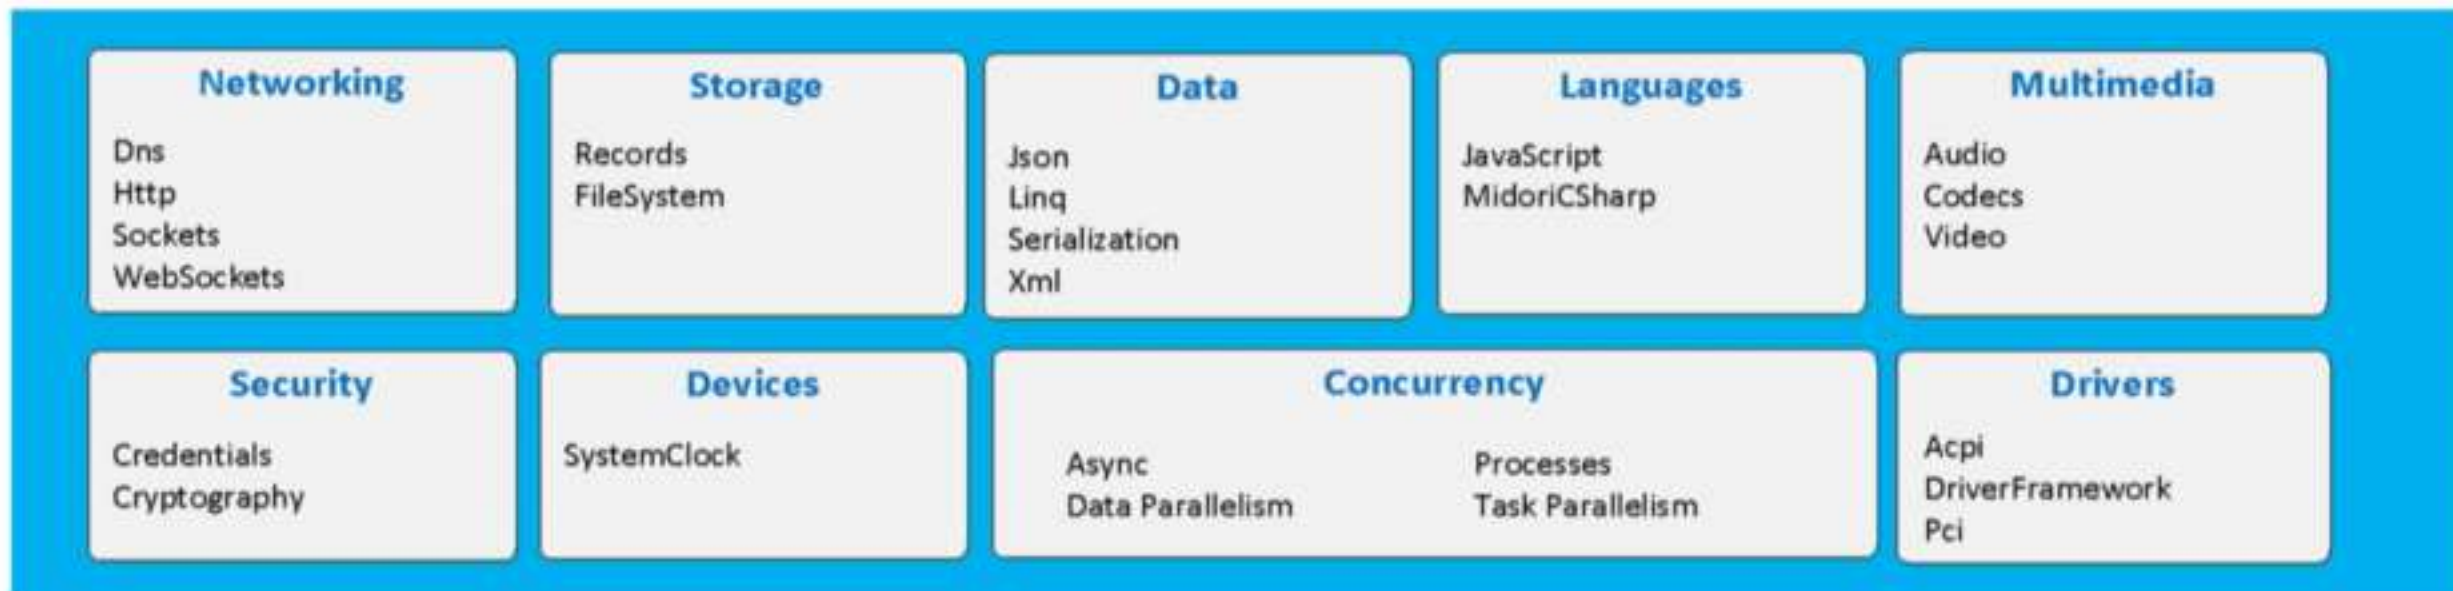 Networking
Dns
Http
Sockets
WebSockets
Storage
Records
FileSystem
Data
Json
Linq
Serialization
Xml
Languages
JavaScript
MidoriCSharp
Multimedia
Audio
Codecs
Video
Security
Credentials
Cryptography
Devices
SystemClock
Concurrency
Async
Data Parallelism
Processes
Task Parallelism
Drivers
Acpi
DriverFramework
Pci